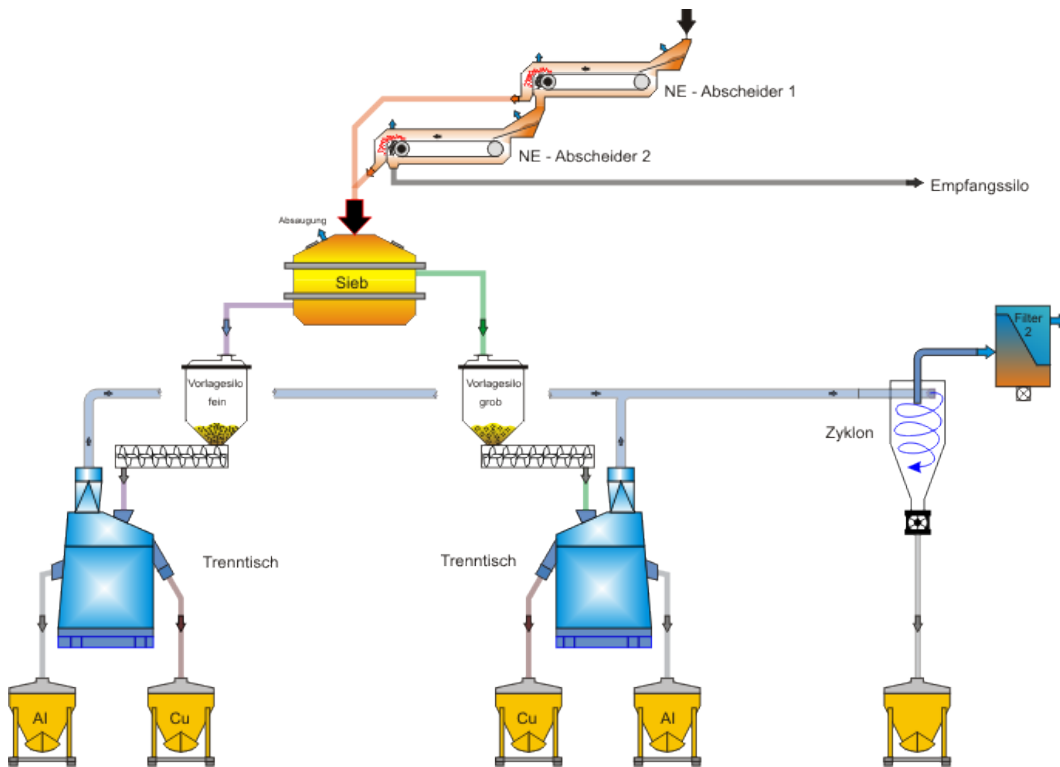 NE - Abscheider 1
NE - Abscheider 2
Empfangssilo
Absaugung
Sieb
Filter
2
Vorlagesilo
fein
Vorlagesilo
grob
Zyklon
Trenntisch
Trenntisch
Al
Cu
Cu
Al